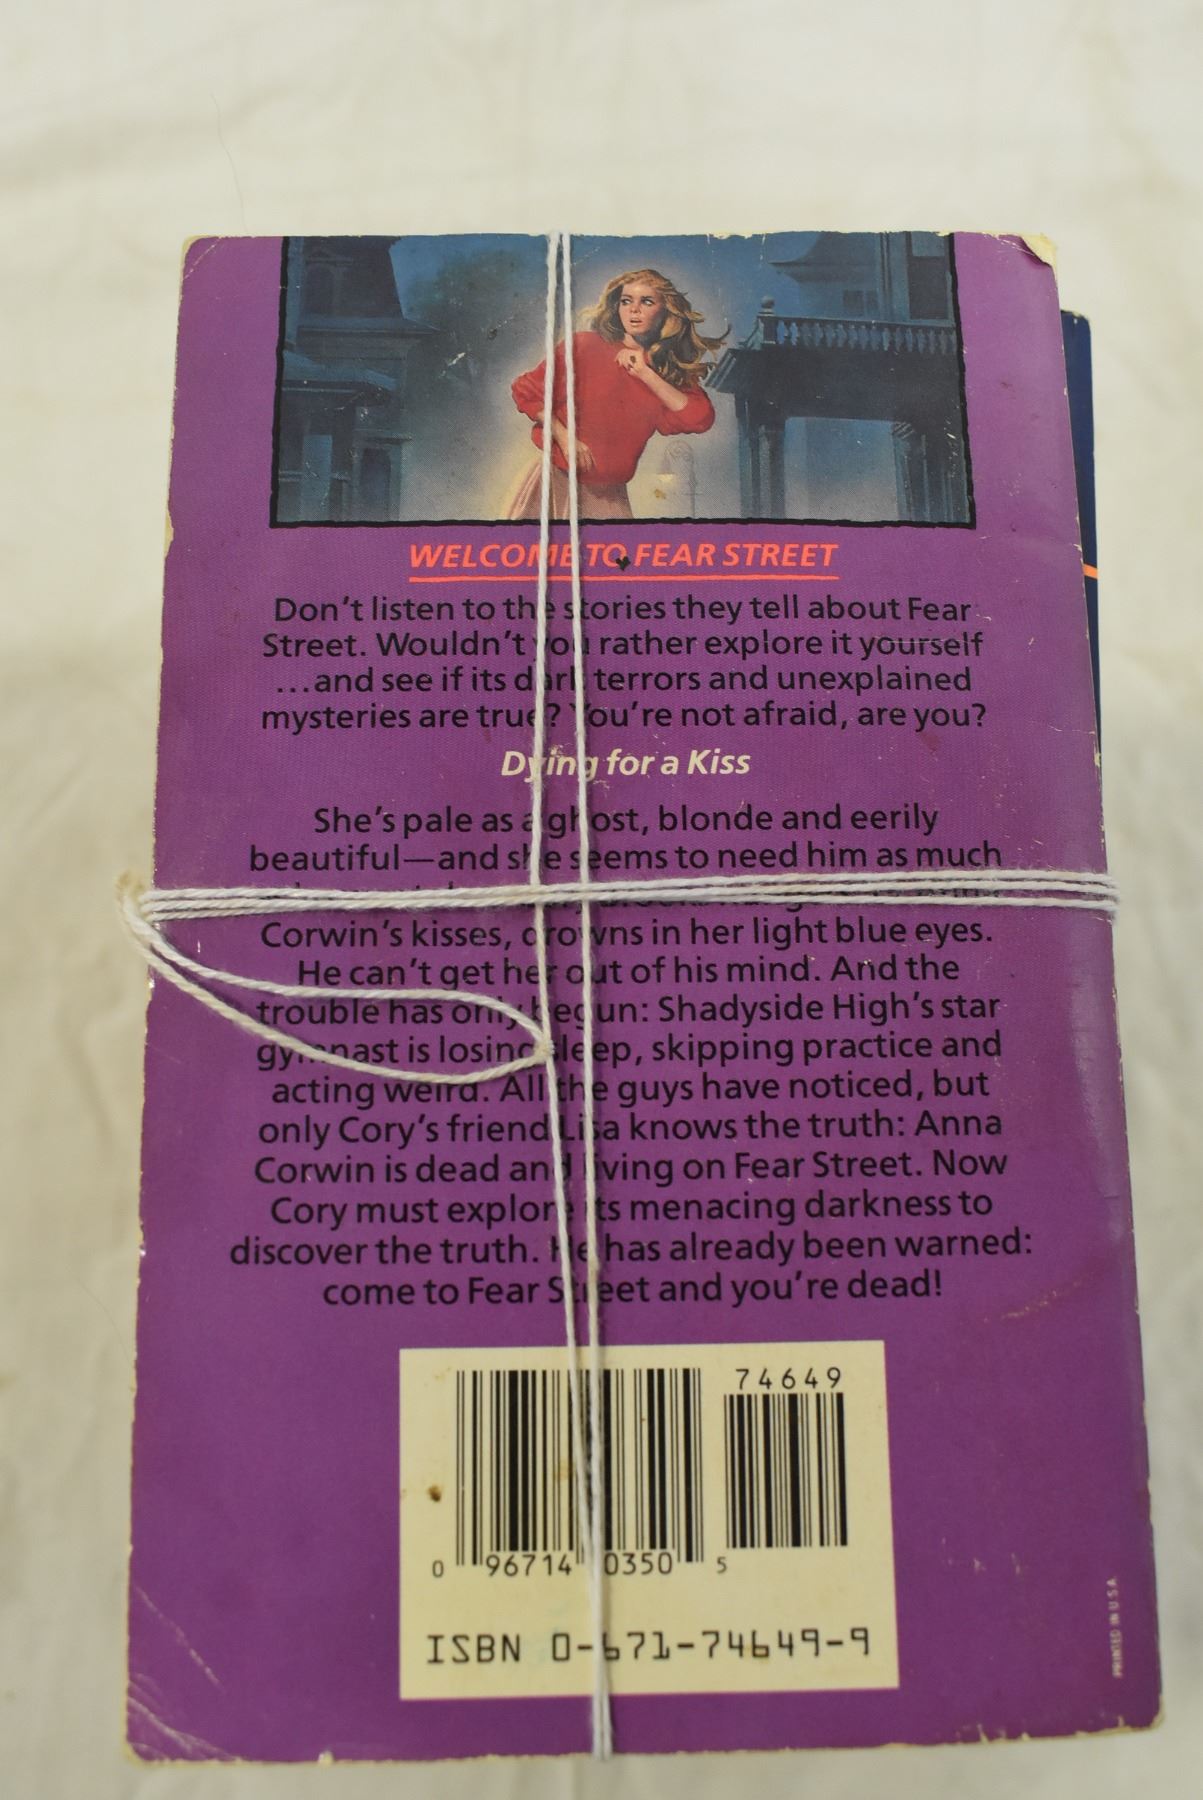 WELCOME TO FEAR STREET
Don't listen to the stories they tell about Fear
Street. Wouldn't you rather explore it yourself
...and see if its dark terrors and unexplained
mysteries are true? You're not afraid, are you?
Dying for a Kiss
She's pale as a ghost, blonde and eerily
beautiful—and she seems to need him as much
Corwin's kisses, drowns in her light blue eyes.
He can't get her out of his mind. And the
trouble has only begun: Shadyside High's star
gymnast is losing sleep, skipping practice and
acting weird. All the guys have noticed, but
only Cory's friend Lisa knows the truth: Anna
Corwin is dead and living on Fear Street. Now
Cory must explore its menacing darkness to
discover the truth. He has already been warned:
come to Fear Street and you're dead!
74649
0 96714 0350 5
ISBN 0-671-74649-9
PRINTED IN U.S.A.